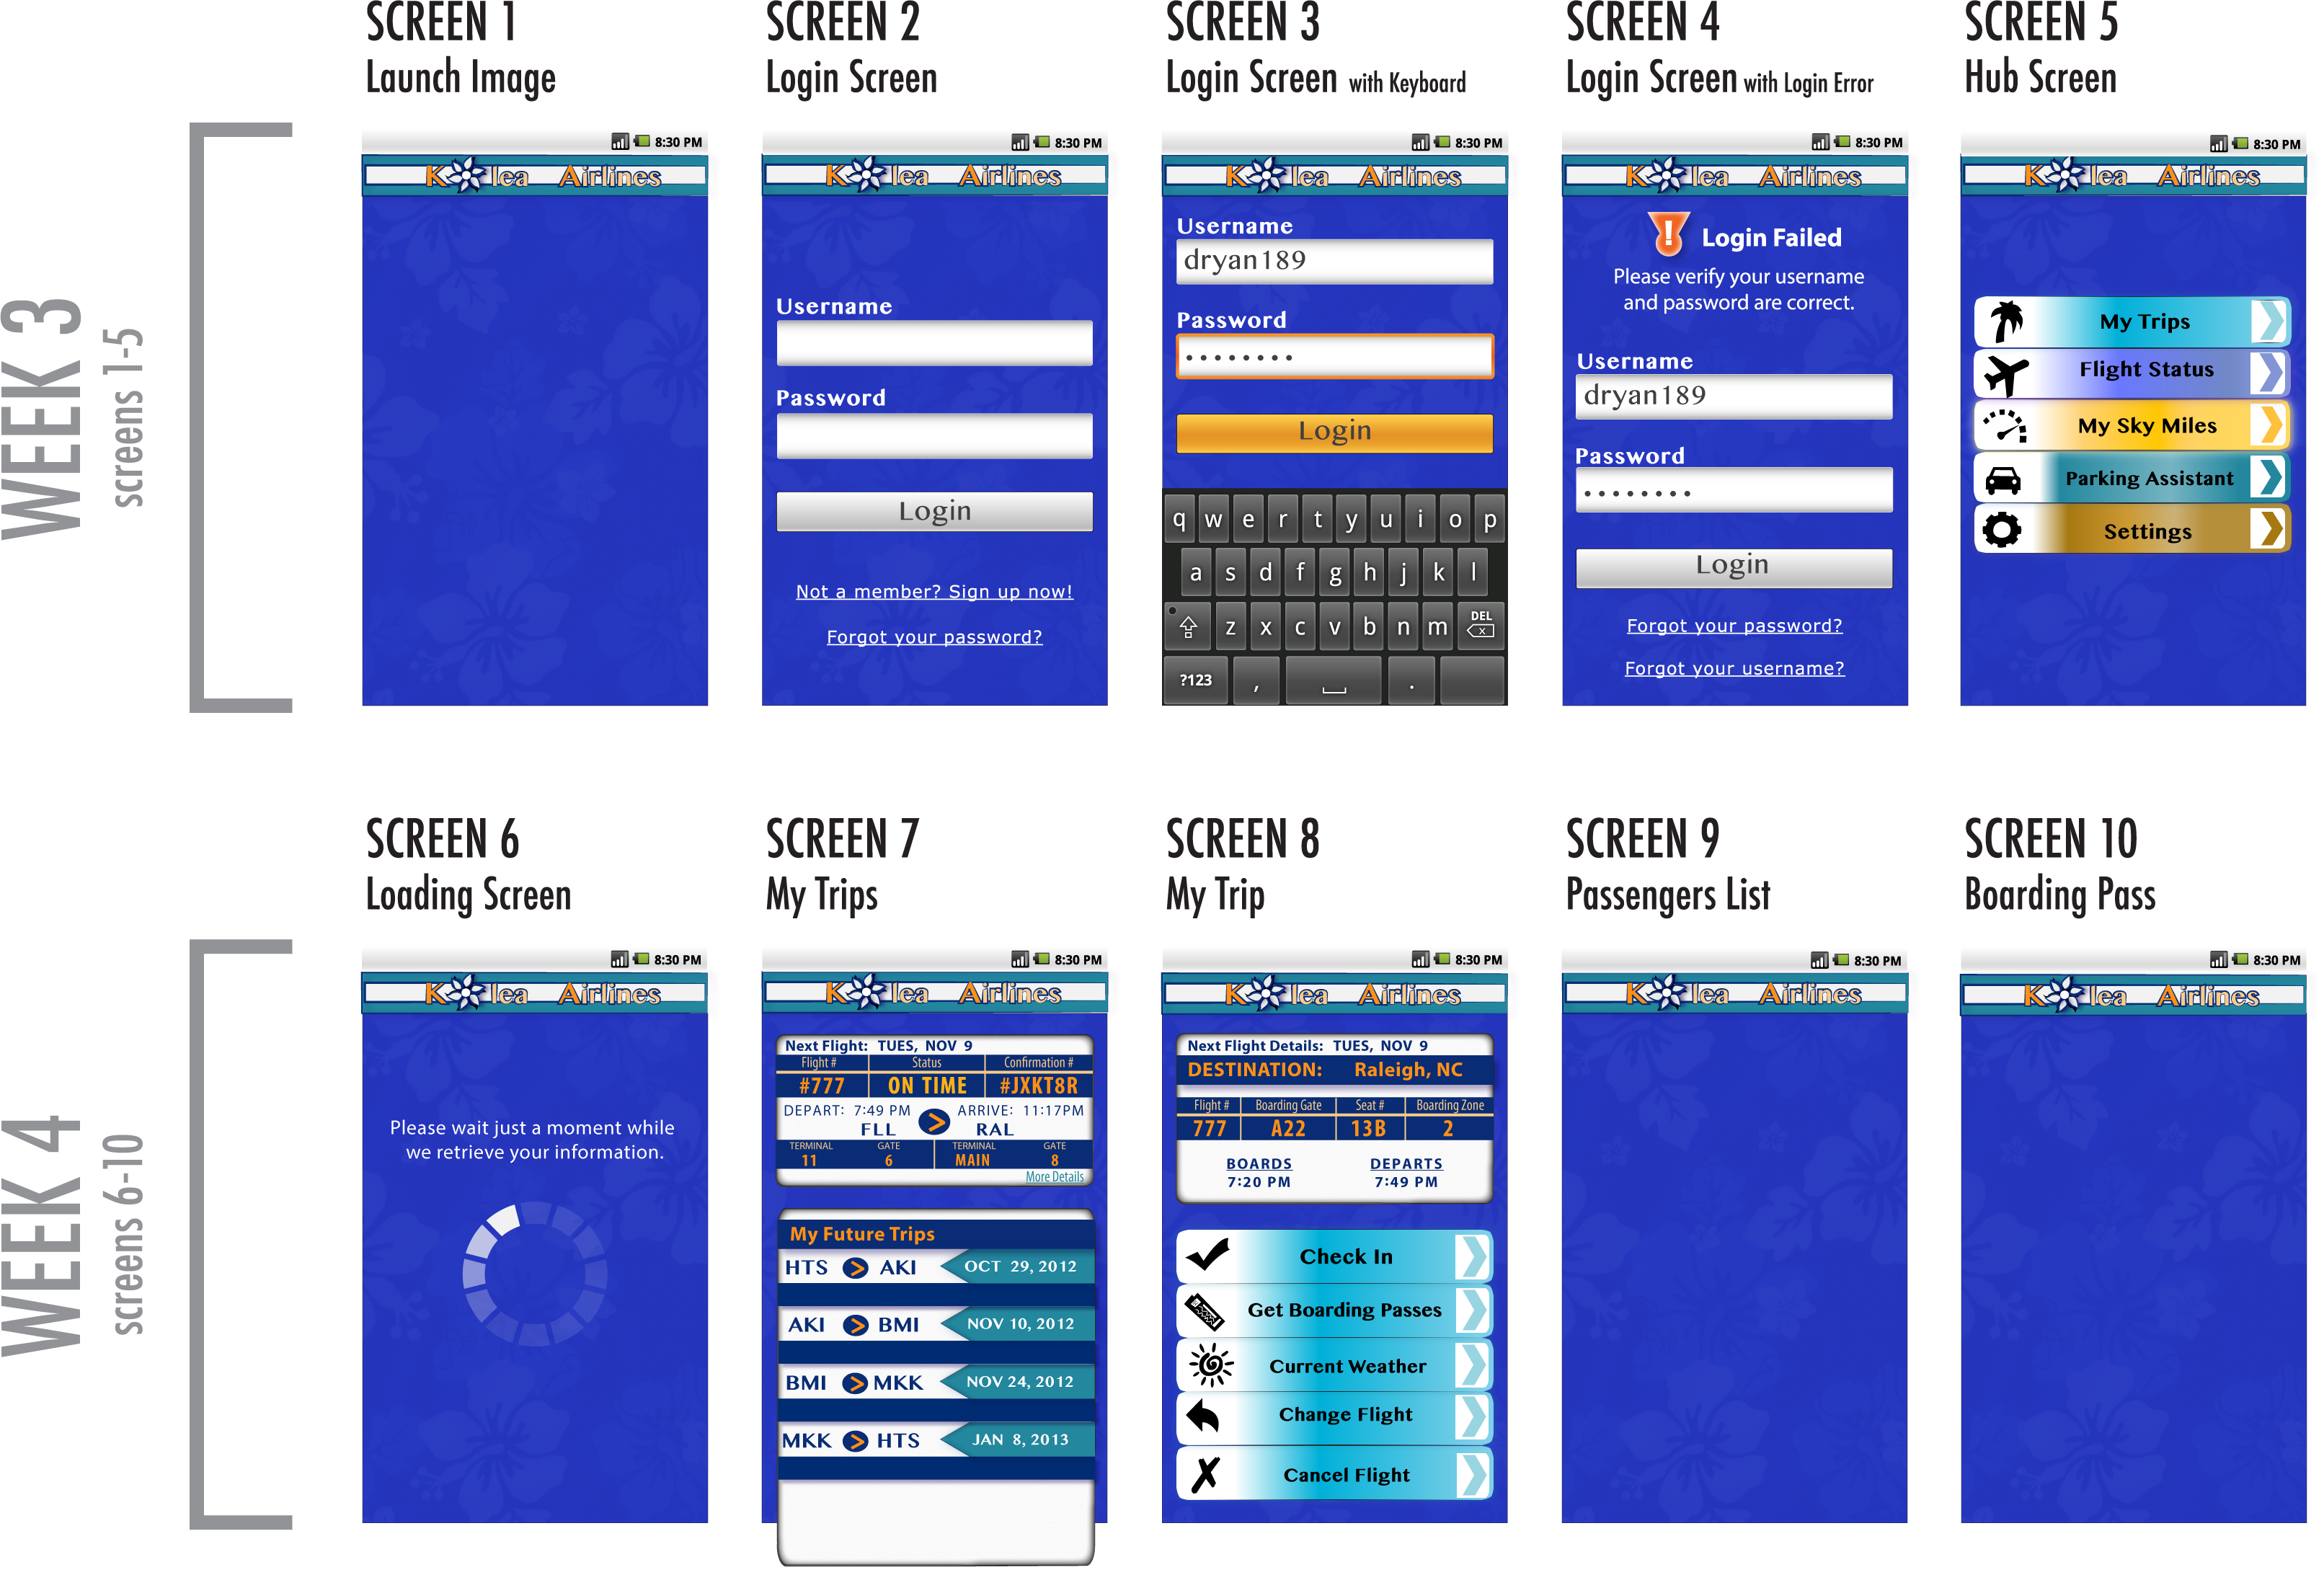 SCREEN 1
Launch Image
SCREEN 2
Login Screen
SCREEN 3
Login Screen with Keyboard
SCREEN 4
Login Screen with Login Error
SCREEN 5
Hub Screen
WEEK 3
screens 1-5
8:30 PM
K lea Airlines
8:30 PM
K lea Airlines
Username
Password
Login
Not a member? Sign up now!
Forgot your password?
8:30 PM
K lea Airlines
Username
dryan189
Password
........
Login
q w e r t y u i o p
a s d f g h j k l
z x c v b n m DEL
?123 , .
8:30 PM
K lea Airlines
! Login Failed
Please verify your username
and password are correct.
Username
dryan189
Password
........
Login
Forgot your password?
Forgot your username?
8:30 PM
K lea Airlines
My Trips
Flight Status
My Sky Miles
Parking Assistant
Settings
SCREEN 6
Loading Screen
SCREEN 7
My Trips
SCREEN 8
My Trip
SCREEN 9
Passengers List
SCREEN 10
Boarding Pass
WEEK 4
screens 6-10
8:30 PM
K lea Airlines
Please wait just a moment while
we retrieve your information.
8:30 PM
K lea Airlines
Next Flight: TUES, NOV 9
Flight # Status Confirmation #
#777 ON TIME #JXKT8R
DEPART: 7:49 PM > ARRIVE: 11:17PM
FLL RAL
TERMINAL GATE TERMINAL GATE
11 6 MAIN 8
More Details
My Future Trips
HTS > AKI OCT 29, 2012
AKI > BMI NOV 10, 2012
BMI > MKK NOV 24, 2012
MKK > HTS JAN 8, 2013
8:30 PM
K lea Airlines
Next Flight Details: TUES, NOV 9
DESTINATION: Raleigh, NC
Flight # Boarding Gate Seat # Boarding Zone
777 A22 13B 2
BOARDS DEPARTS
7:20 PM 7:49 PM
Check In
Get Boarding Passes
Current Weather
Change Flight
Cancel Flight
8:30 PM
K lea Airlines
8:30 PM
K lea Airlines